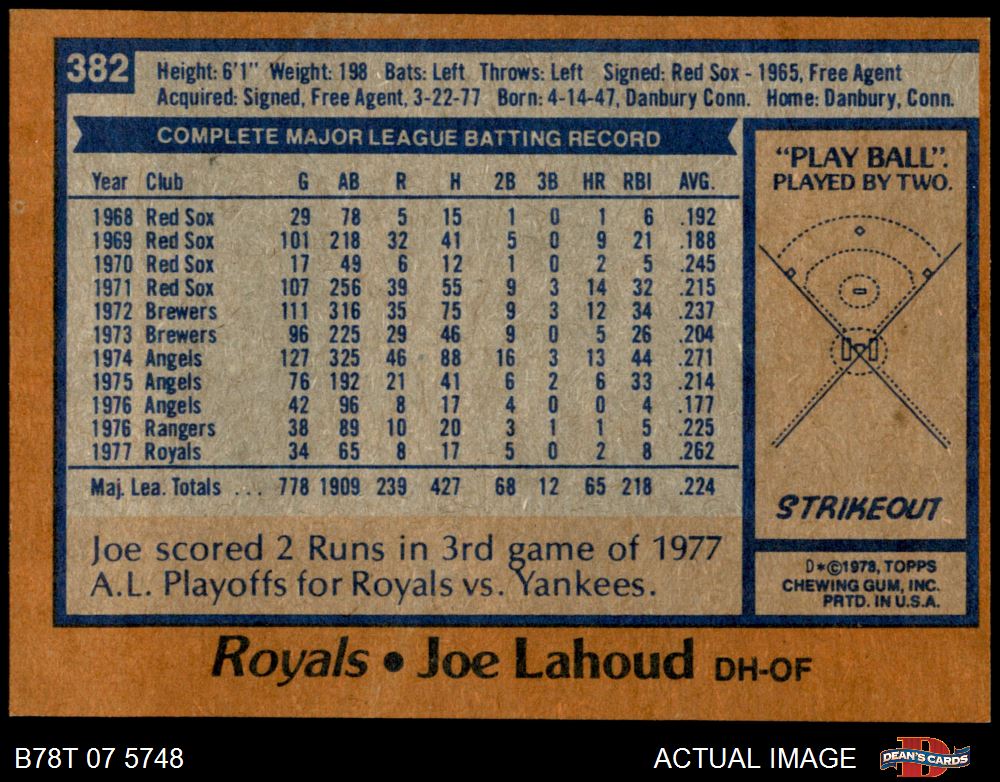 382
Height: 6'1" Weight: 198 Bats: Left Throws: Left Signed: Red Sox - 1965, Free Agent
Acquired: Signed, Free Agent, 3-22-77 Born: 4-14-47, Danbury Conn. Home: Danbury, Conn.
COMPLETE MAJOR LEAGUE BATTING RECORD
Year Club G AB R H 2B 3B HR RBI AVG.
1968 Red Sox 29 78 5 15 1 0 1 6 .192
1969 Red Sox 101 218 32 41 5 0 9 21 .188
1970 Red Sox 17 49 6 12 1 0 2 5 .245
1971 Red Sox 107 256 39 55 9 3 14 32 .215
1972 Brewers 111 316 35 75 9 3 12 34 .237
1973 Brewers 96 225 29 46 9 0 5 26 .204
1974 Angels 127 325 46 88 16 3 13 44 .271
1975 Angels 76 192 21 41 6 2 6 33 .214
1976 Angels 42 96 8 17 4 0 0 4 .177
1976 Rangers 38 89 10 20 3 1 1 5 .225
1977 Royals 34 65 8 17 5 0 2 8 .262
Maj. Lea. Totals ... 778 1909 239 427 68 12 65 218 .224
Joe scored 2 Runs in 3rd game of 1977
A.L. Playoffs for Royals vs. Yankees.
"PLAY BALL".
PLAYED BY TWO.
STRIKEOUT
D*©1978, TOPPS
CHEWING GUM, INC.
PRTD. IN U.S.A.
Royals • Joe Lahoud DH-OF
B78T 07 5748
ACTUAL IMAGE
DEAN'S CARDS